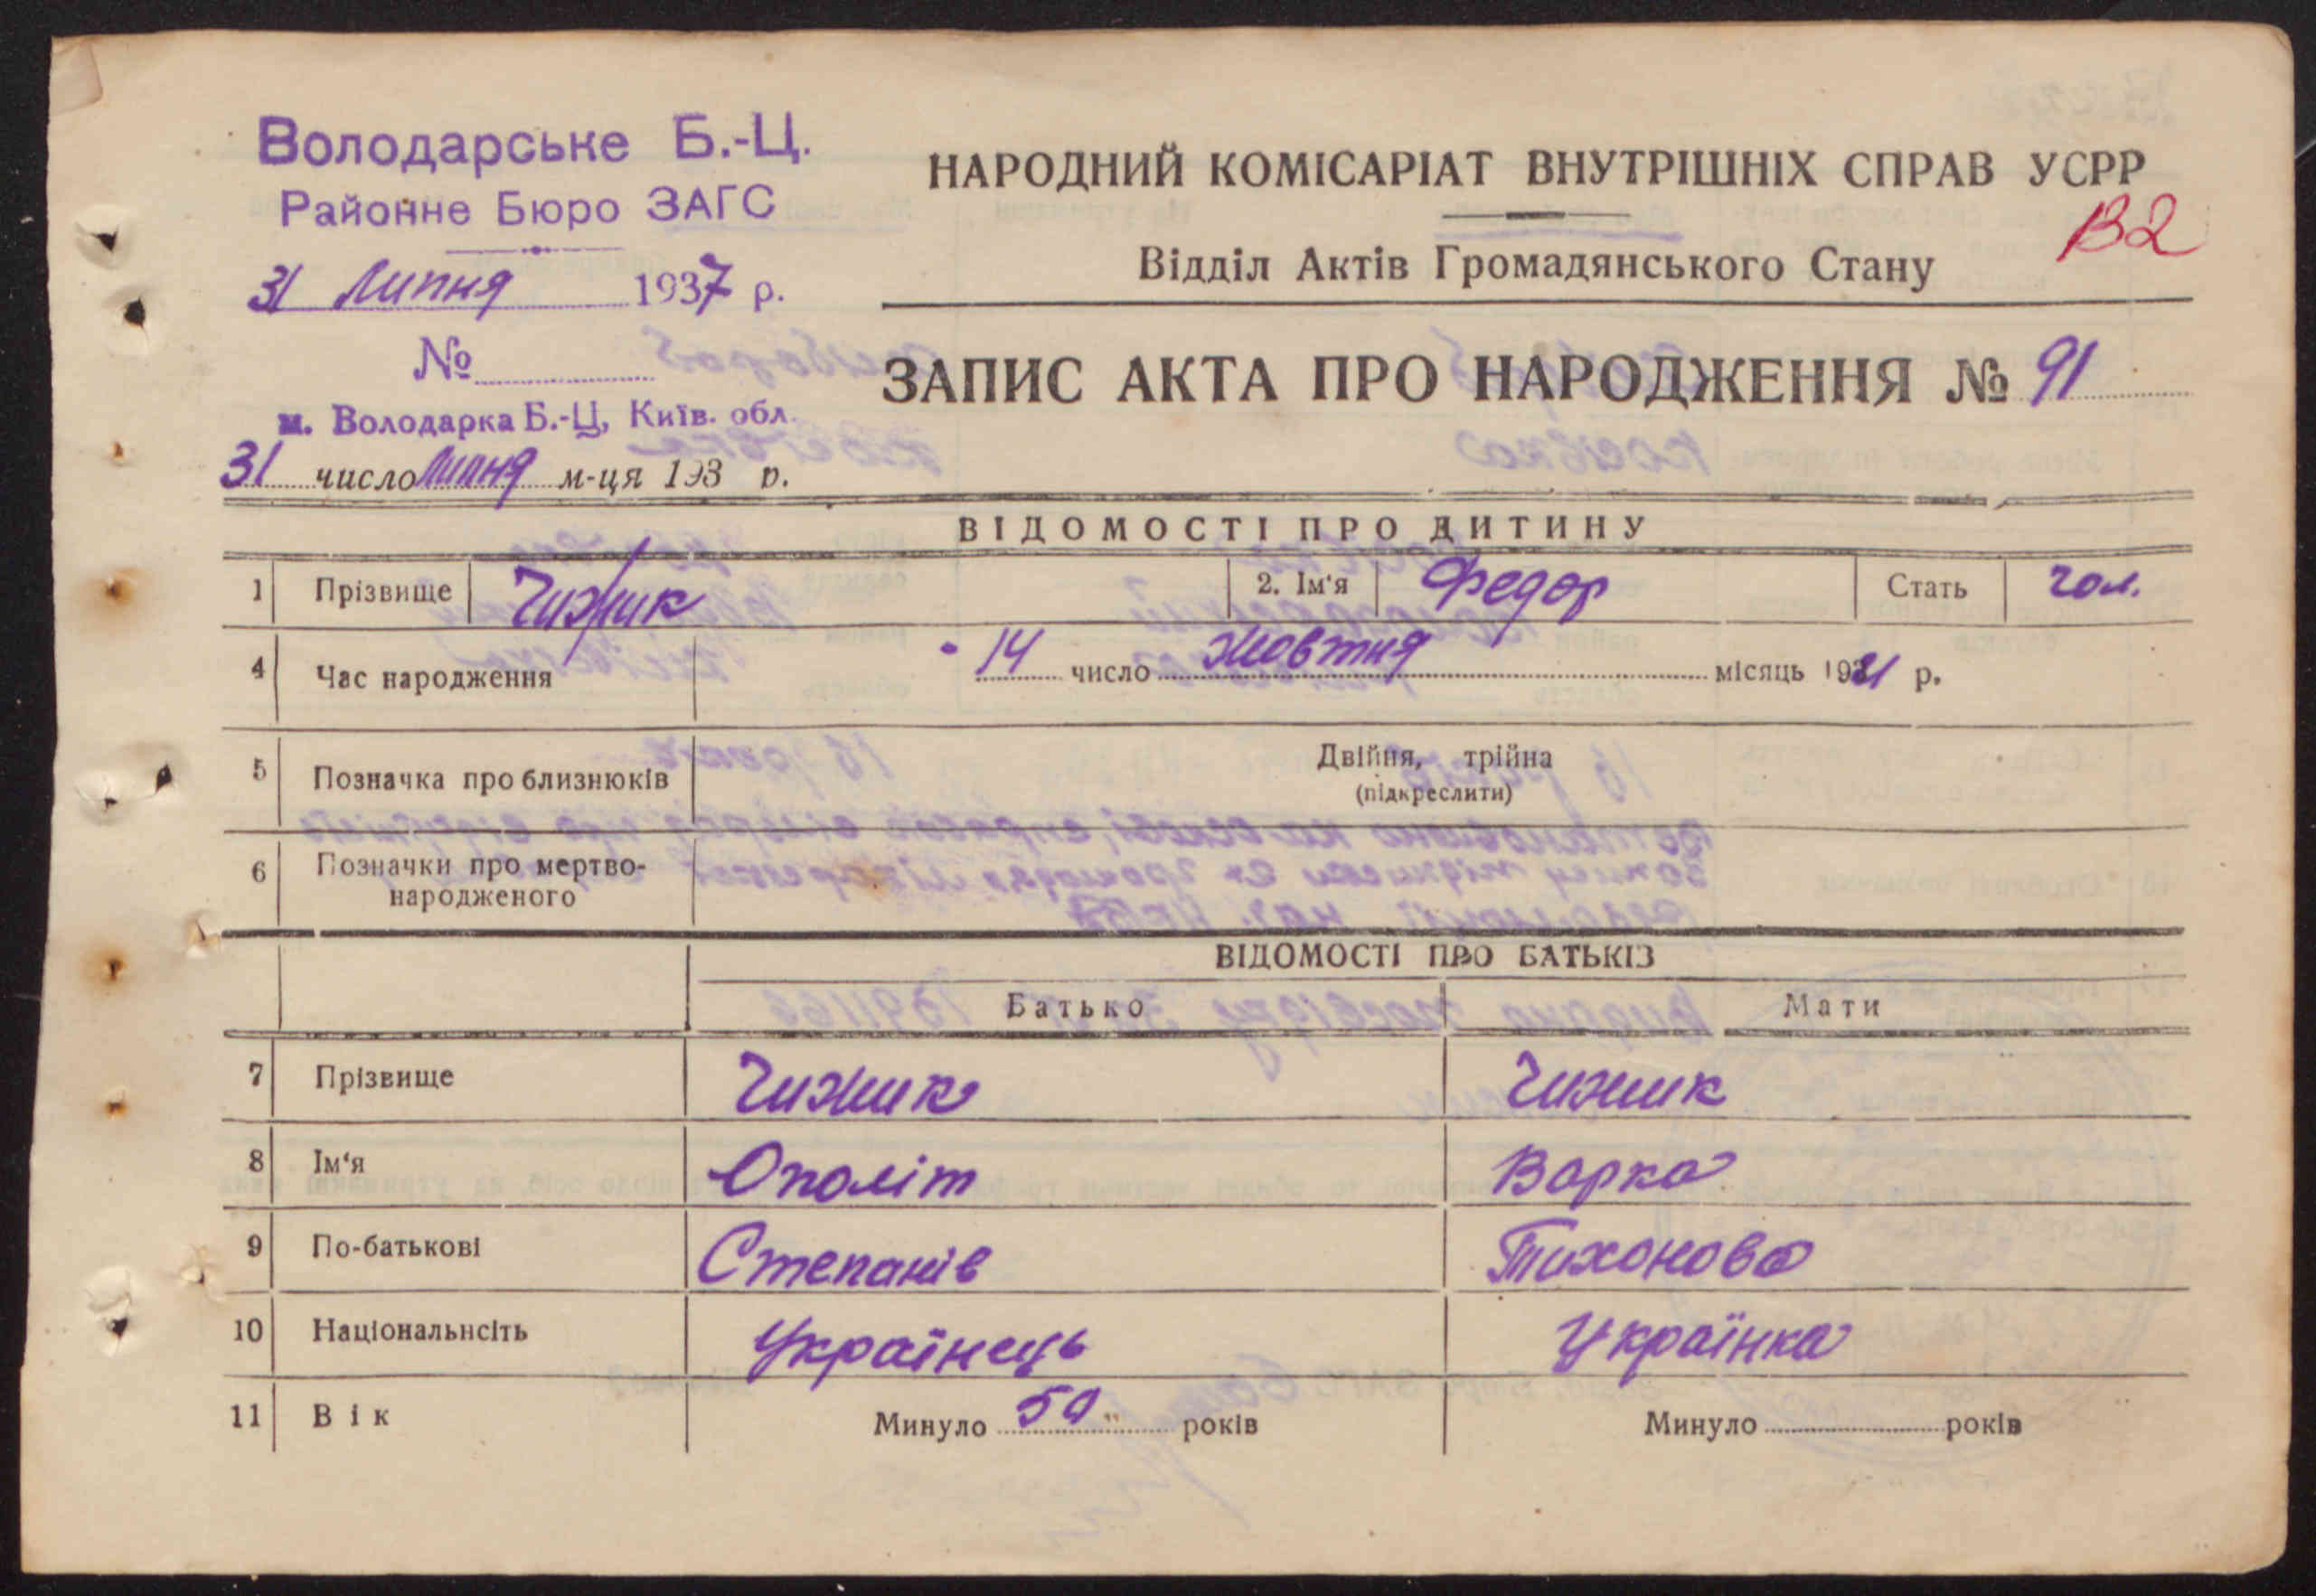 Володарське Б.-Ц.
Районне Бюро ЗАГС
31 Липня 1937 р.
№
м. Володарка Б.-Ц, Київ. обл.
31 число Липня м-ця 193 р.
НАРОДНИЙ КОМІСАРІАТ ВНУТРІШНІХ СПРАВ УСРР
В2
Відділ Актів Громадянського Стану
ЗАПИС АКТА ПРО НАРОДЖЕННЯ № 91
ВІДОМОСТІ ПРО ДИТИНУ
1 Прізвище Чижик 2. Ім‘я Федор Стать чол.
4 Час народження 14 число Жовтня місяць 1921 р.
5 Позначка про близнюків Двійня, трійна
(підкреслити)
6 Позначки про мертво-
народженого
ВІДОМОСТІ ПРО БАТЬКІВ
Батько Мати
7 Прізвище Чижик Чижик
8 Ім‘я Ополіт Варка
9 По-батькові Степанів Тихонова
10 Національнсіть Українець Українка
11 Вік Минуло 50 років Минуло років